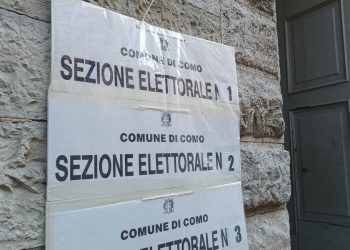 COMUNE DI COMO
SEZIONE ELETTORALE N. 1
COMUNE DI COMO
SEZIONE ELETTORALE N. 2
COMUNE DI COMO
SEZIONE ELETTORALE N. 3